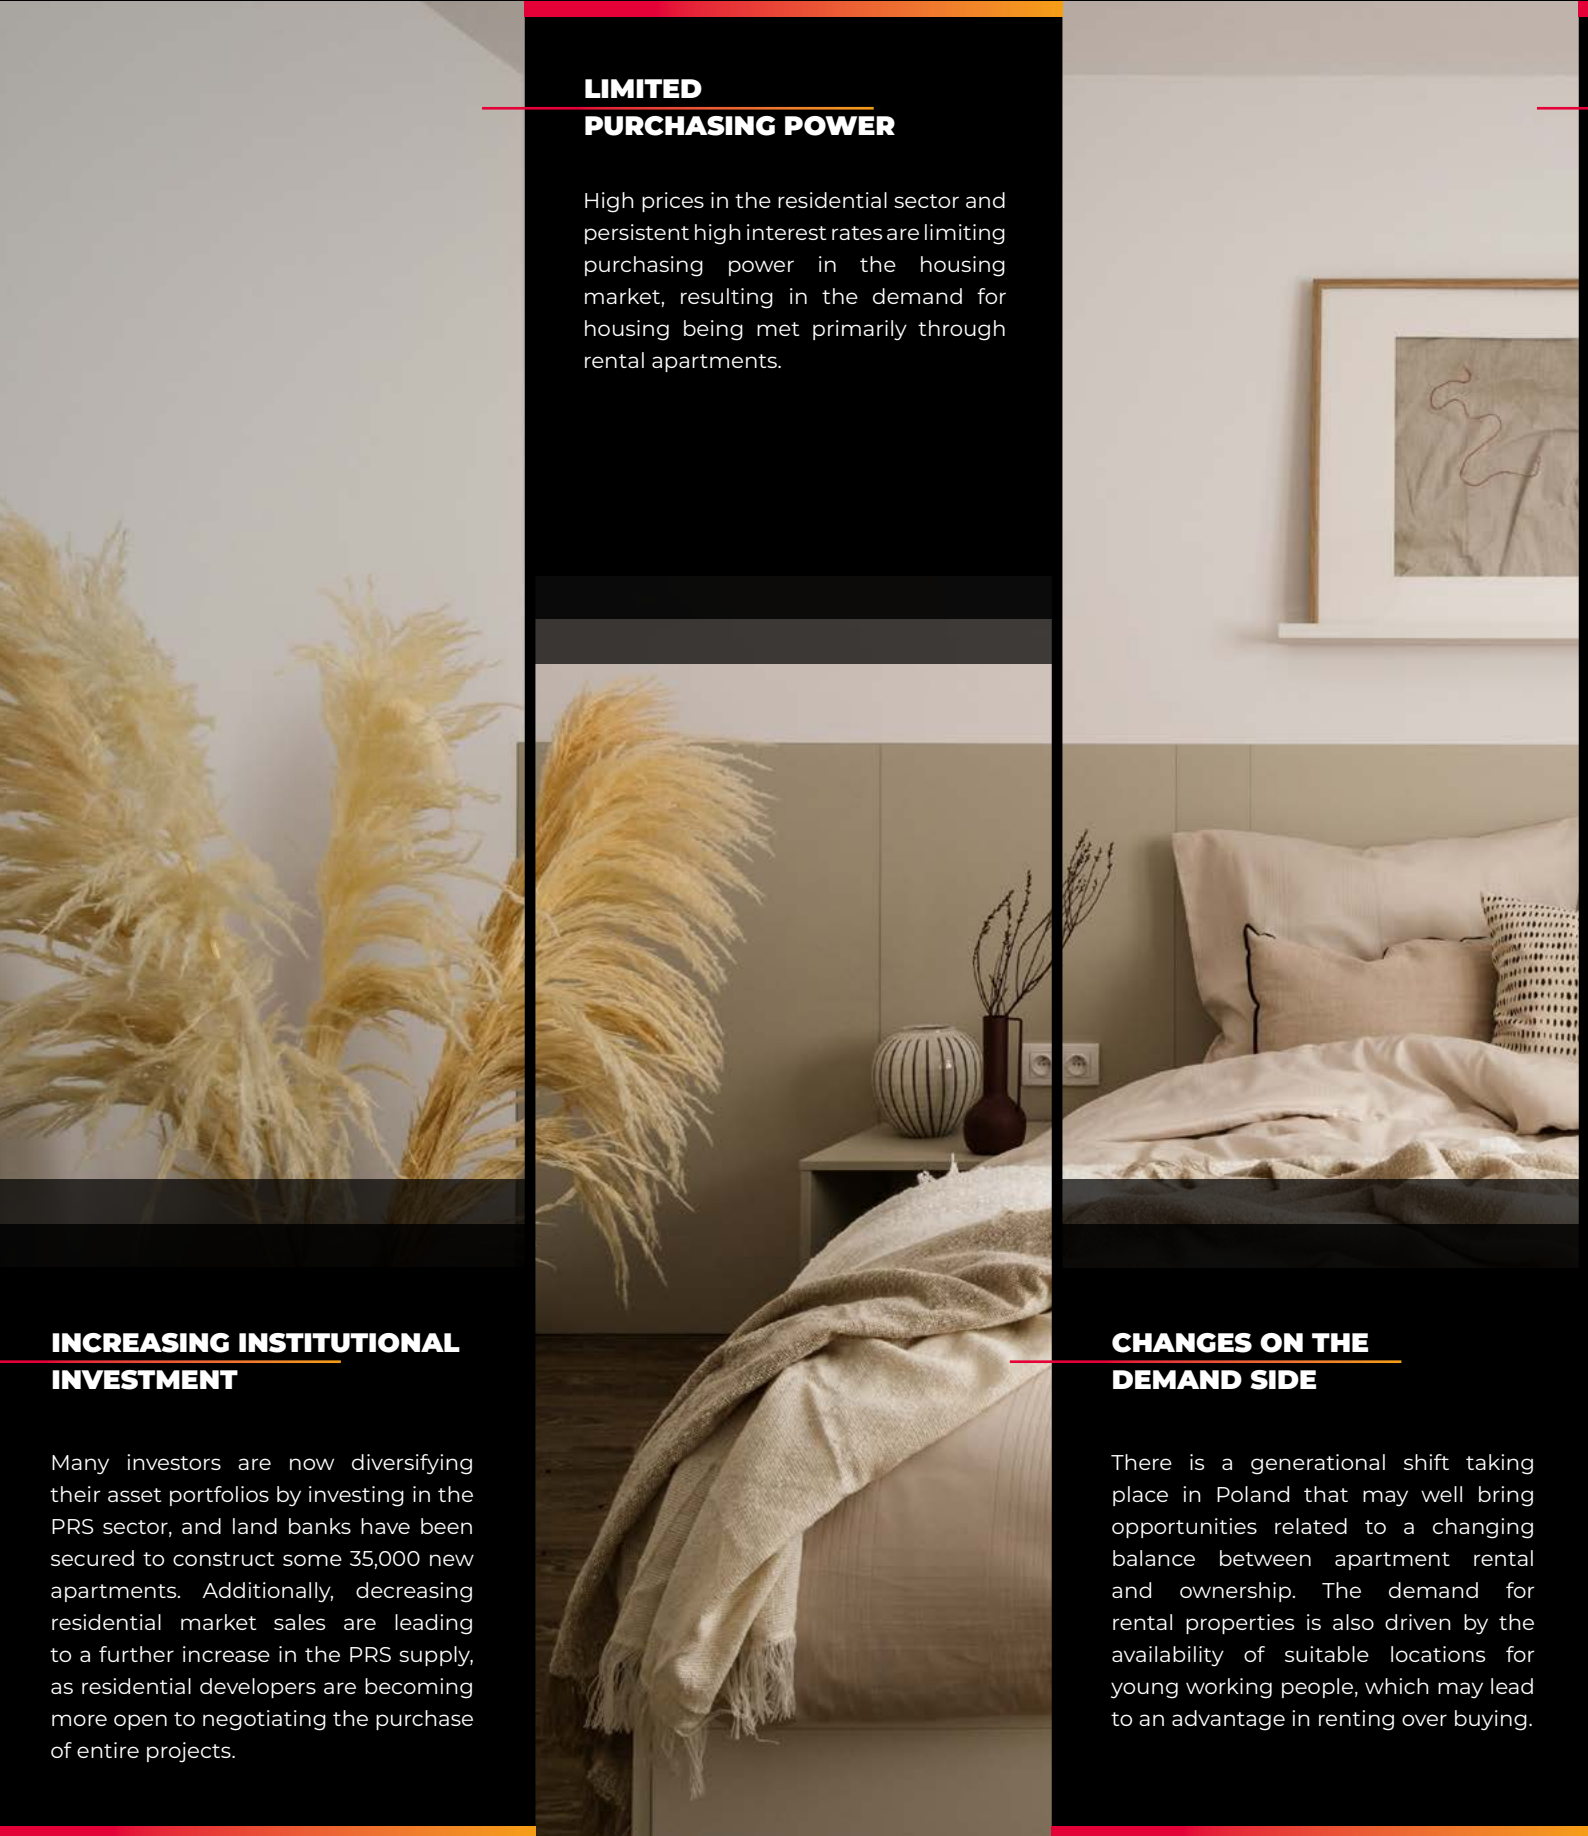 LIMITED
PURCHASING POWER
High prices in the residential sector and
persistent high interest rates are limiting
purchasing power in the housing
market, resulting in the demand for
housing being met primarily through
rental apartments.
INCREASING INSTITUTIONAL
INVESTMENT
Many investors are now diversifying
their asset portfolios by investing in the
PRS sector, and land banks have been
secured to construct some 35,000 new
apartments. Additionally, decreasing
residential market sales are leading
to a further increase in the PRS supply,
as residential developers are becoming
more open to negotiating the purchase
of entire projects.
CHANGES ON THE
DEMAND SIDE
There is a generational shift taking
place in Poland that may well bring
opportunities related to a changing
balance between apartment rental
and ownership. The demand for
rental properties is also driven by the
availability of suitable locations for
young working people, which may lead
to an advantage in renting over buying.